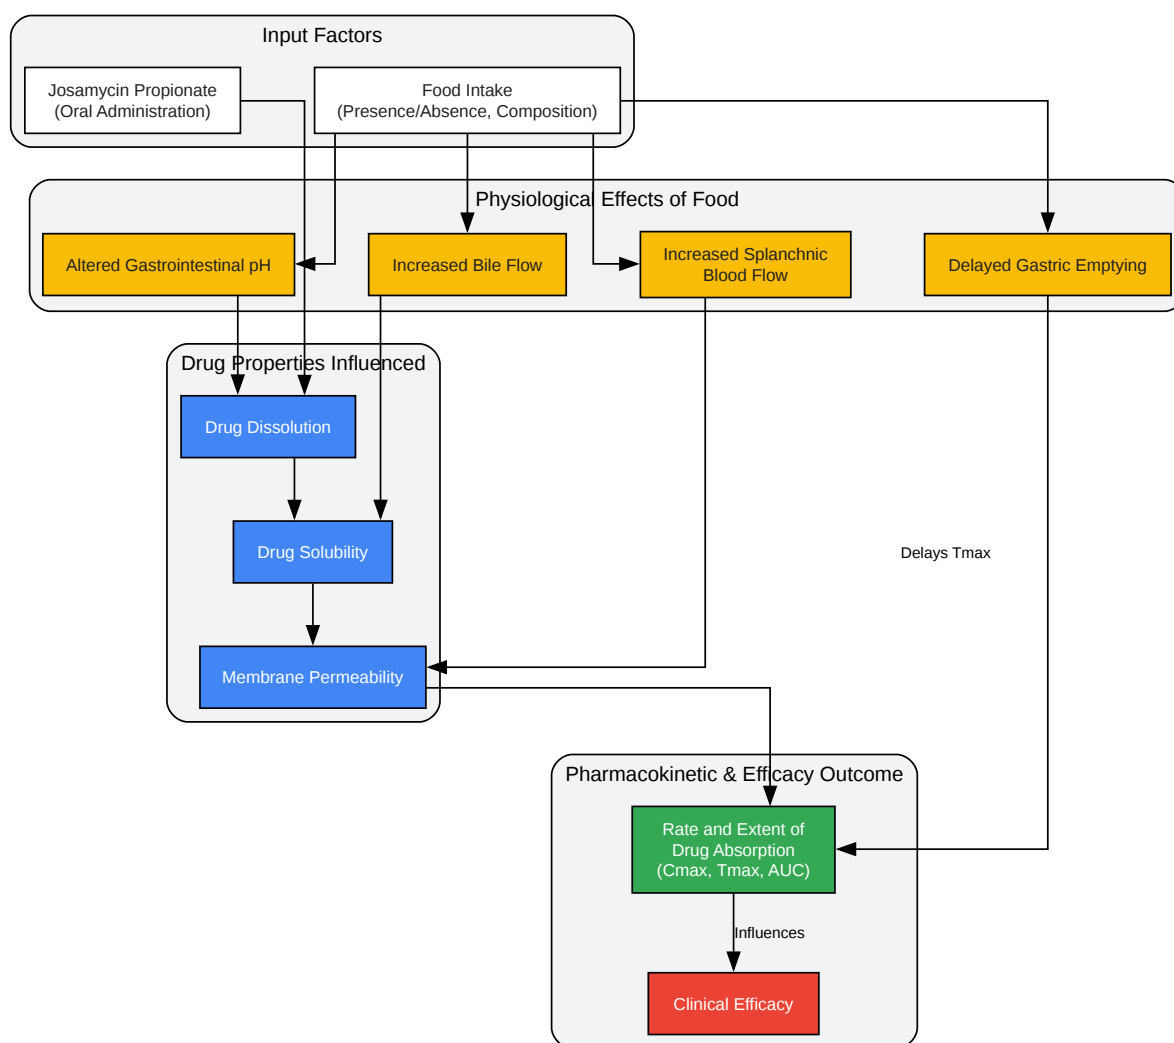 Input Factors
Josamycin Propionate
(Oral Administration)
Food Intake
(Presence/Absence, Composition)
Physiological Effects of Food
Altered Gastrointestinal pH
Increased Bile Flow
Increased Splanchnic
Blood Flow
Delayed Gastric Emptying
Drug Properties Influenced
Drug Dissolution
Drug Solubility
Delays Tmax
Membrane Permeability
Pharmacokinetic & Efficacy Outcome
Rate and Extent of
Drug Absorption
(Cmax, Tmax, AUC)
Influences
Clinical Efficacy